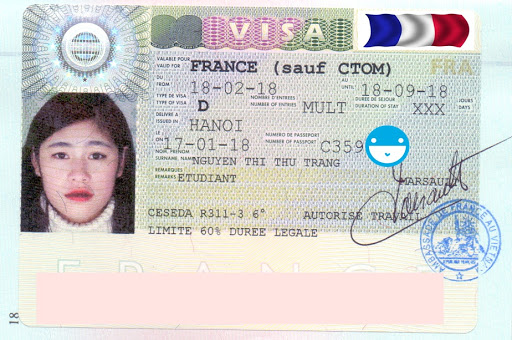 VISA
VALABLE POUR
VALID FOR
FRANCE (sauf CTOM)
FRA
DU
FROM
18-02-18
AU
UNTIL
18-09-18
TYPE DE VISA
TYPE OF VISA
D
NOMBRE D'ENTREES
NUMBER OF ENTRIES
MULT
DUREE DE SEJOUR
DURATION OF STAY
XXX
JOURS
DAYS
DELIVRE A
ISSUED IN
HANOI
LE
ON
17-01-18
NUMERO DE PASSEPORT
NUMBER OF PASSPORT
C359
NOM, PRENOM
SURNAME, NAME
NGUYEN THI THU TRANG
REMARQUES
REMARKS
ETUDIANT
MARSAULT
CESEDA R311-3 6°
AUTORISE TRAVAIL
LIMITE 60% DUREE LEGALE
AMBASSADE DE FRANCE AU VIETNAM
18